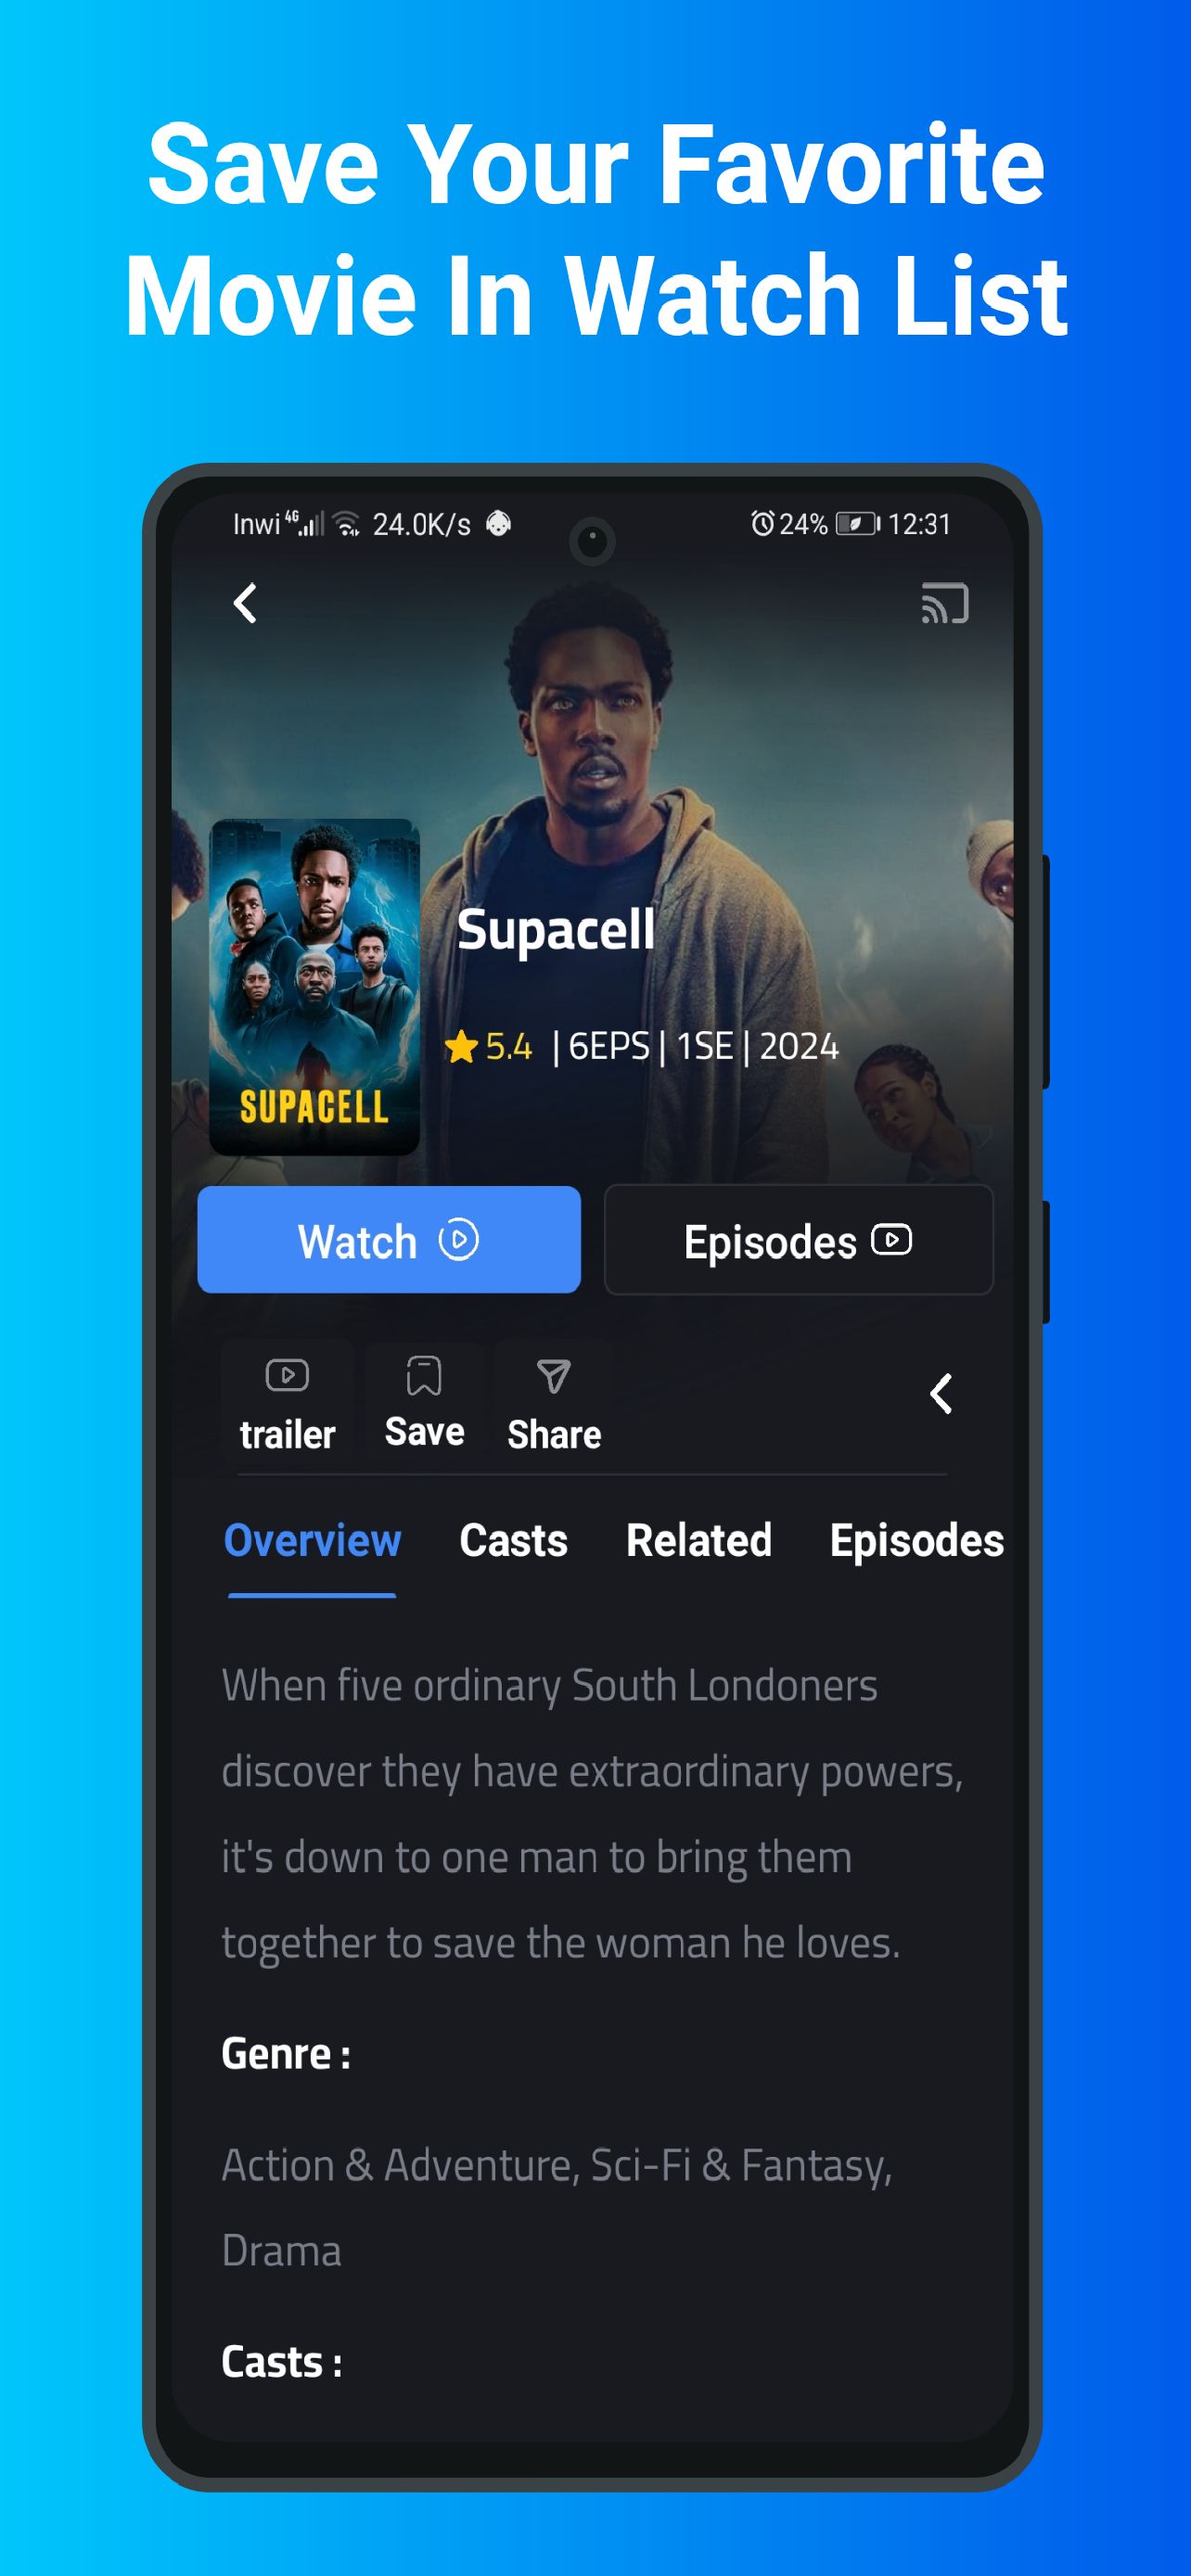 Save Your Favorite
Movie In Watch List
Inwi 4G 24.0K/s 24% 12:31
Supacell
5.4 | 6EPS | 1SE | 2024
SUPACELL
Watch Episodes
trailer Save Share
Overview Casts Related Episodes
When five ordinary South Londoners
discover they have extraordinary powers,
it's down to one man to bring them
together to save the woman he loves.
Genre :
Action & Adventure, Sci-Fi & Fantasy,
Drama
Casts :